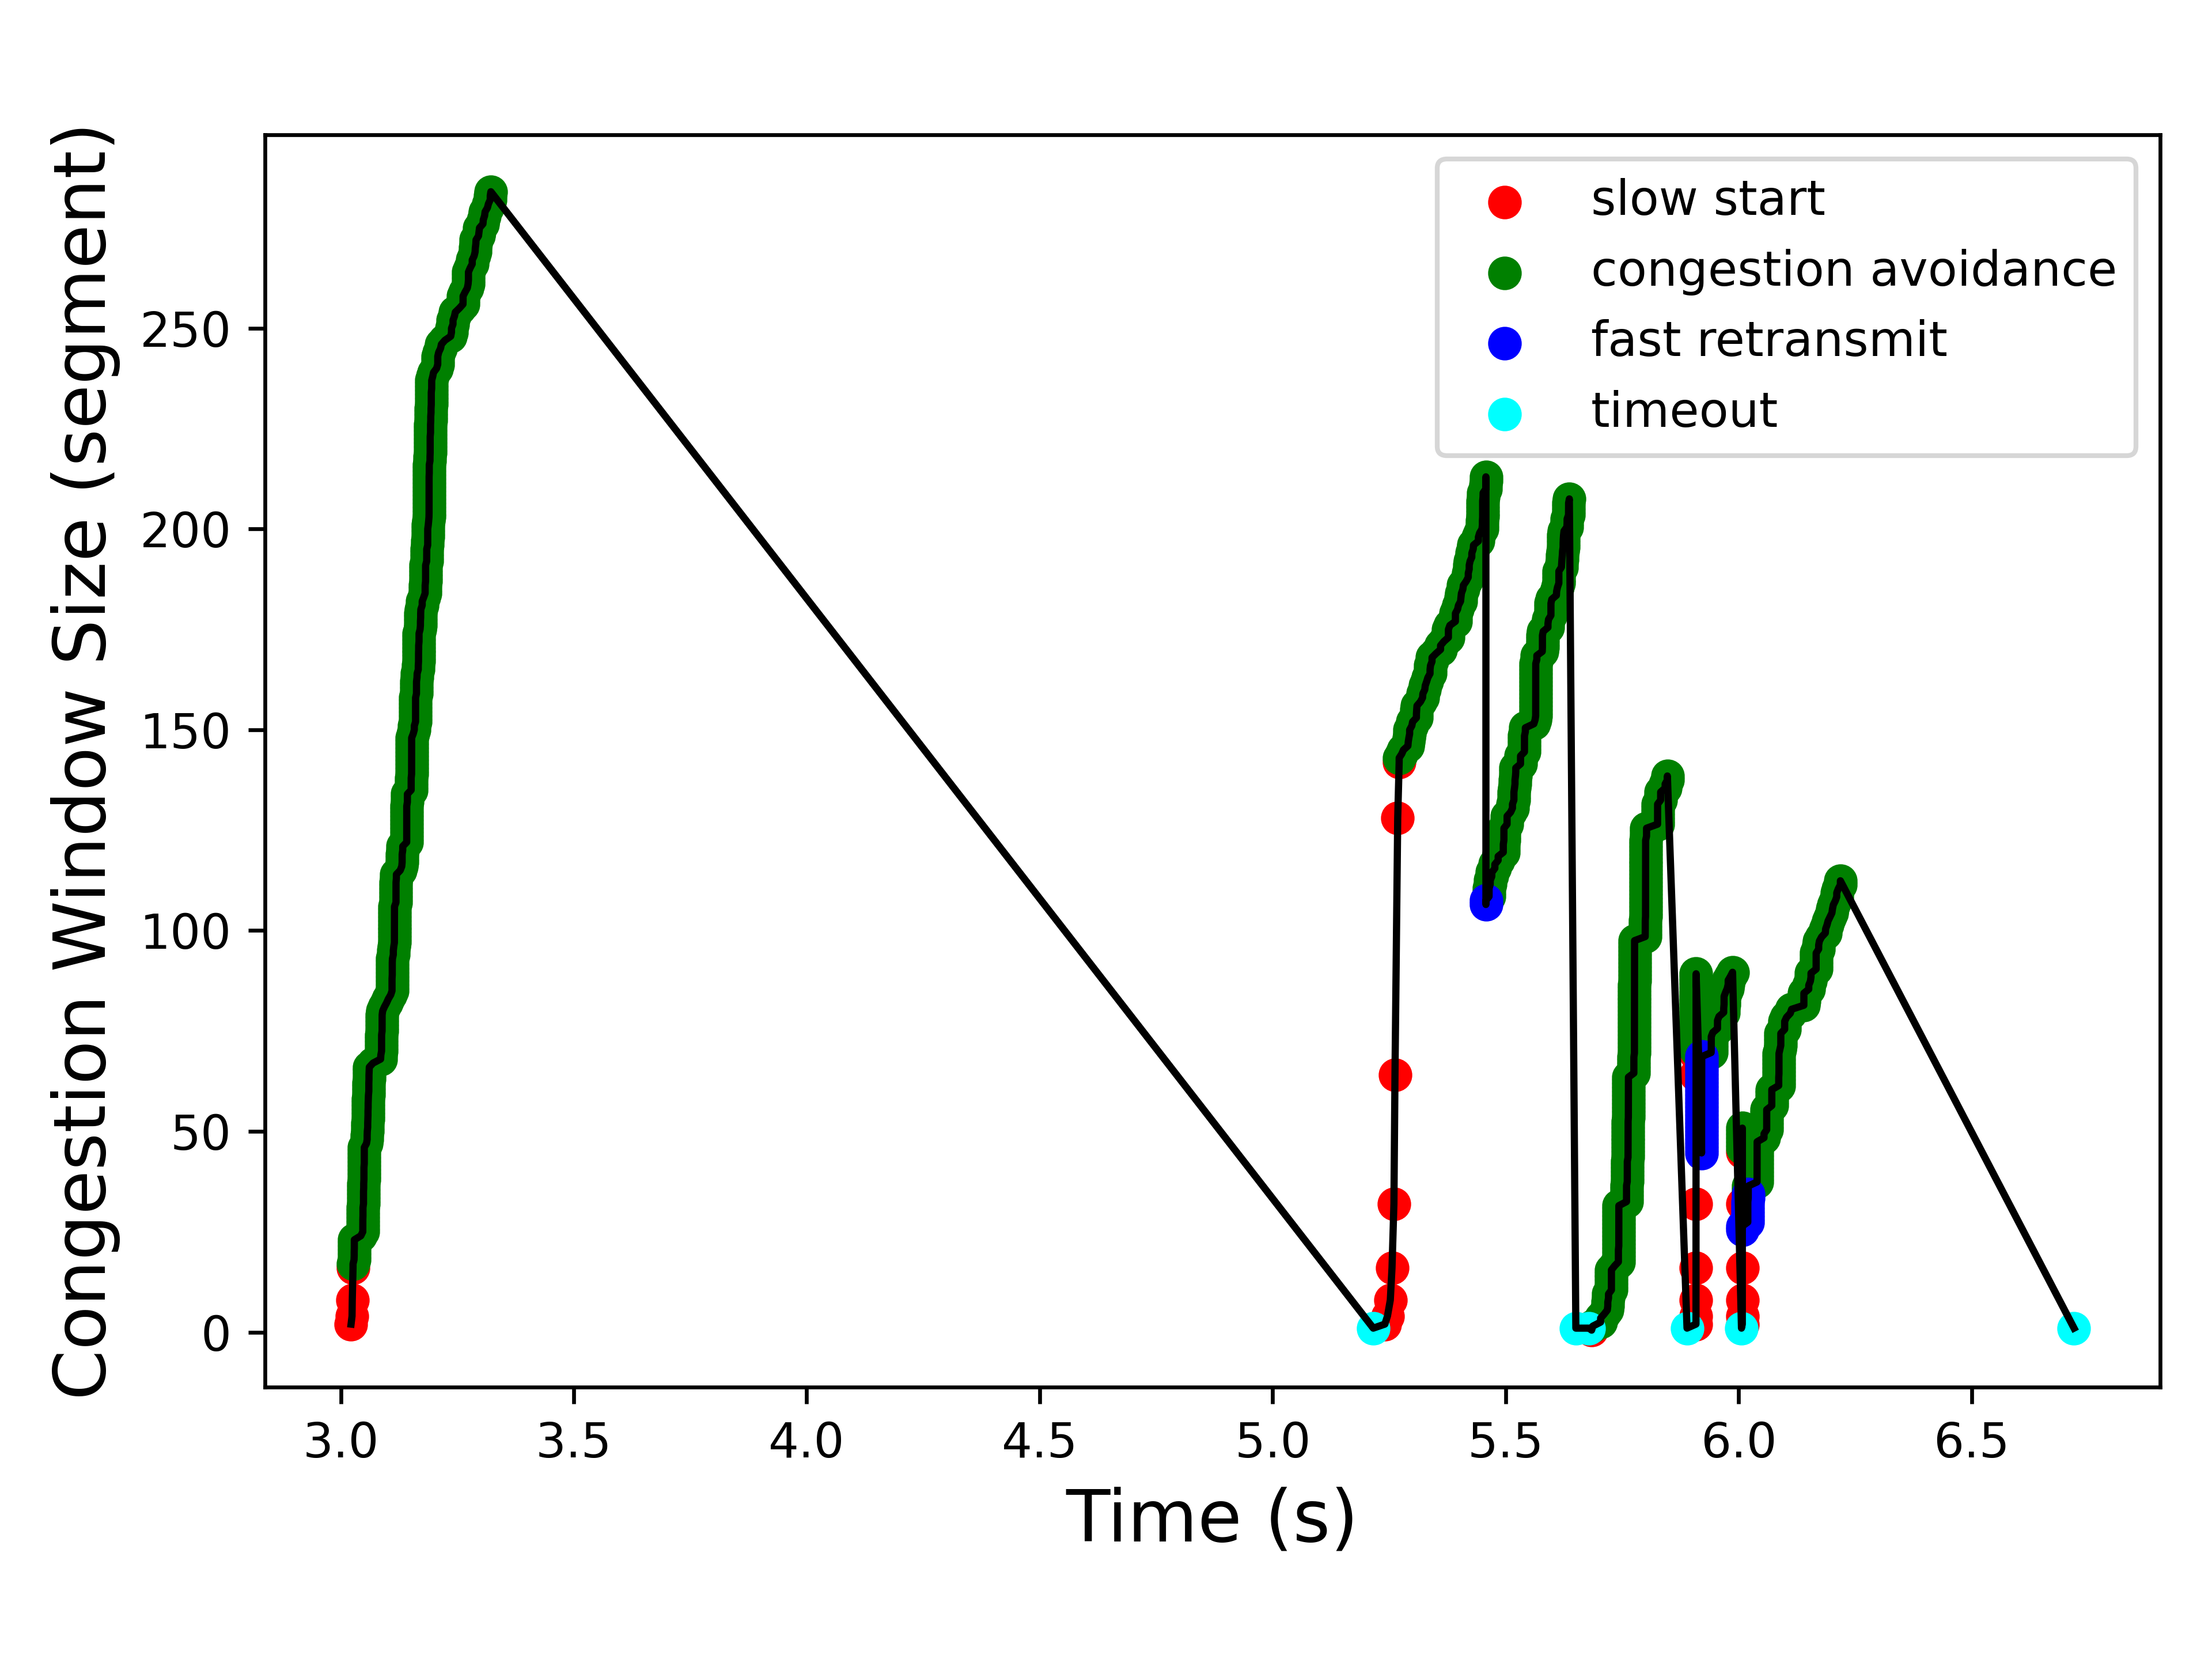 Congestion Window Size (segment)
250
200
150
100
50
0
slow start
congestion avoidance
fast retransmit
timeout
3.0 3.5 4.0 4.5 5.0 5.5 6.0 6.5
Time (s)